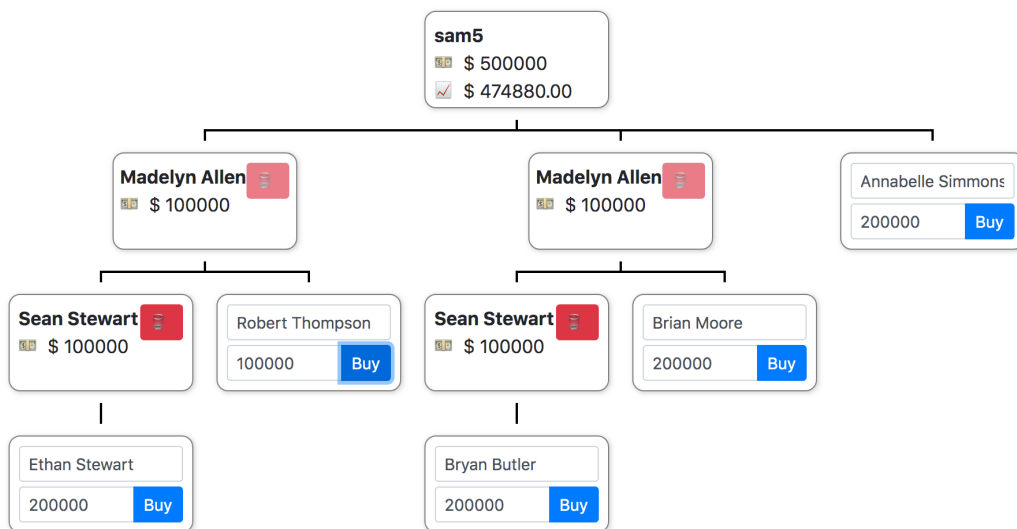 sam5
$ 500000
$ 474880.00
Madelyn Allen
$ 100000
Madelyn Allen
$ 100000
Annabelle Simmons
200000 Buy
Sean Stewart
$ 100000
Robert Thompson
100000 Buy
Sean Stewart
$ 100000
Brian Moore
200000 Buy
Ethan Stewart
200000 Buy
Bryan Butler
200000 Buy